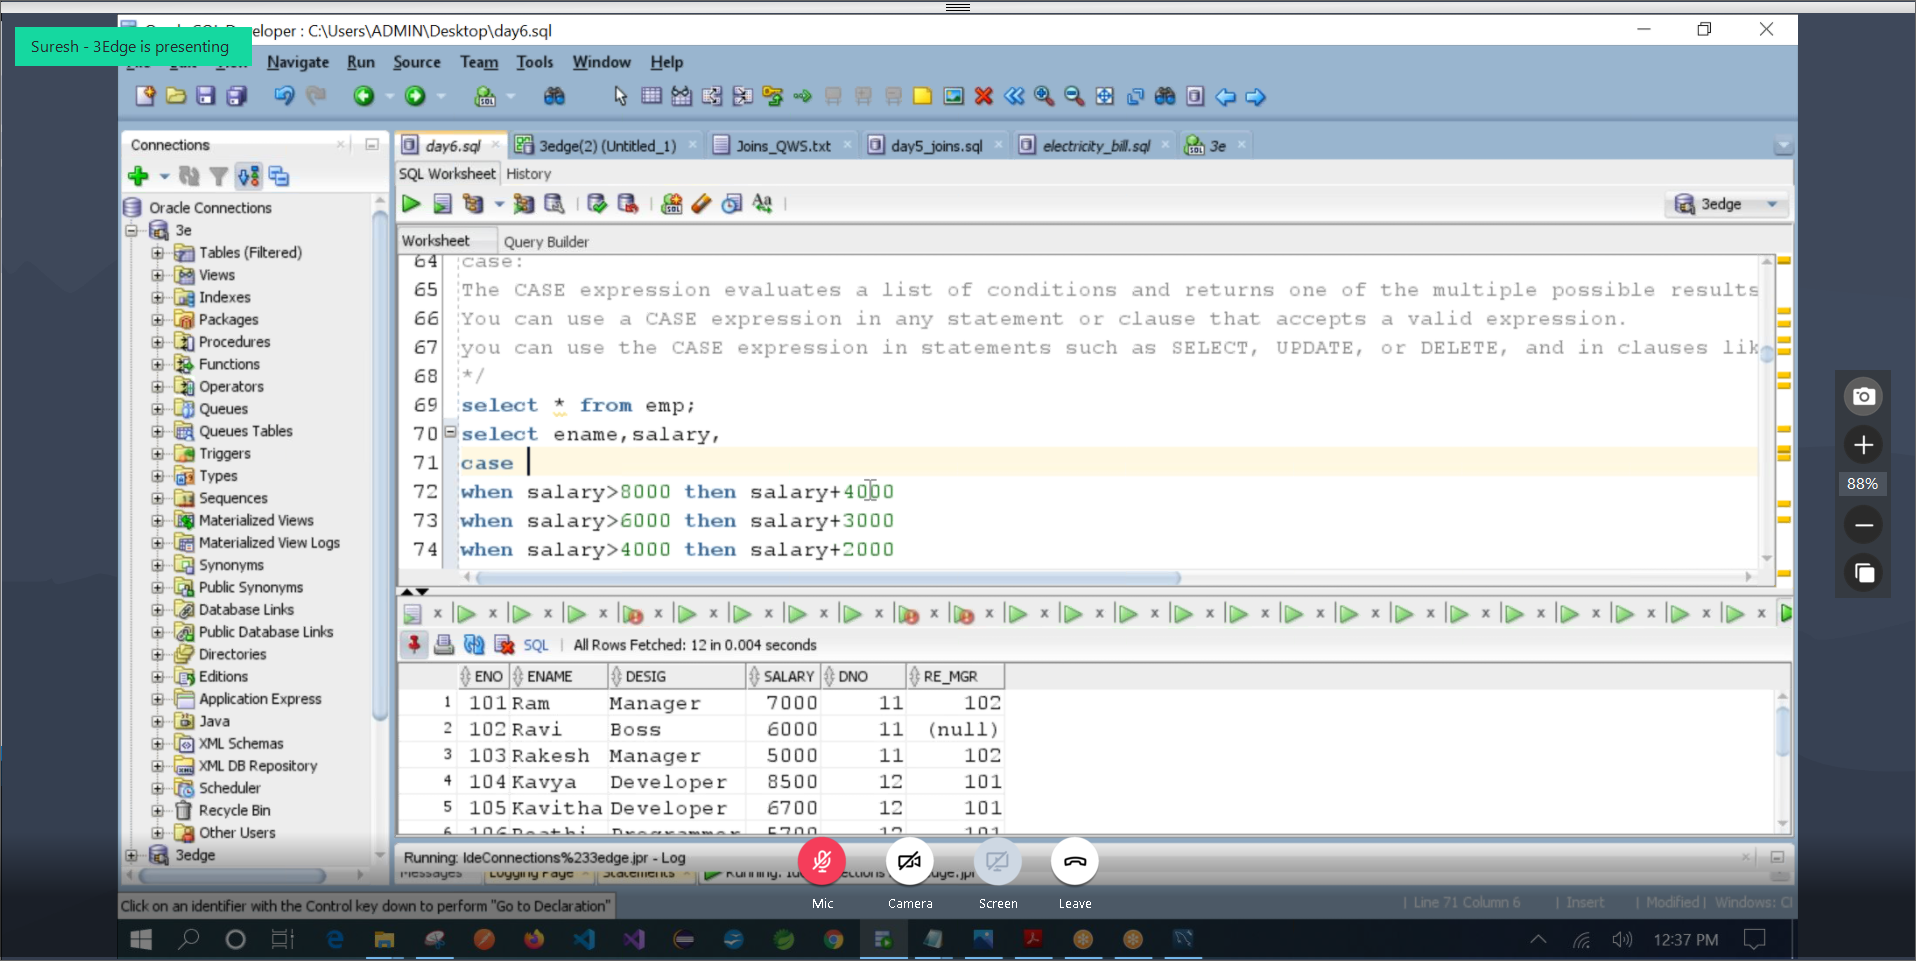 Suresh - 3Edge is presenting
eloper : C:\Users\ADMIN\Desktop\day6.sql
Navigate Run Source Team Tools Window Help
Connections
day6.sql 3edge(2) (Untitled_1) Joins_QWS.txt day5_joins.sql electricity_bill.sql 3e
SQL Worksheet History
3edge
Worksheet Query Builder
Oracle Connections
3e
Tables (Filtered)
Views
Indexes
Packages
Procedures
Functions
Operators
Queues
Queues Tables
Triggers
Types
Sequences
Materialized Views
Materialized View Logs
Synonyms
Public Synonyms
Database Links
Public Database Links
Directories
Editions
Application Express
Java
XML Schemas
XML DB Repository
Scheduler
Recycle Bin
Other Users
3edge
64 case:
65 The CASE expression evaluates a list of conditions and returns one of the multiple possible results
66 You can use a CASE expression in any statement or clause that accepts a valid expression.
67 you can use the CASE expression in statements such as SELECT, UPDATE, or DELETE, and in clauses lik
68 */
69 select * from emp;
70 select ename,salary,
71 case
72 when salary>8000 then salary+4000
73 when salary>6000 then salary+3000
74 when salary>4000 then salary+2000
88%
SQL | All Rows Fetched: 12 in 0.004 seconds
ENO ENAME DESIG SALARY DNO RE_MGR
1 101 Ram Manager 7000 11 102
2 102 Ravi Boss 6000 11 (null)
3 103 Rakesh Manager 5000 11 102
4 104 Kavya Developer 8500 12 101
5 105 Kavitha Developer 6700 12 101
6 106 Programmer 5700 12 101
Running: IdeConnections%233edge.jpr - Log
Messages Logging Page Statements
Mic Camera Screen Leave
Click on an identifier with the Control key down to perform "Go to Declaration"
| Line 71 Column 6 | Insert | Modified | Windows: Cl
12:37 PM